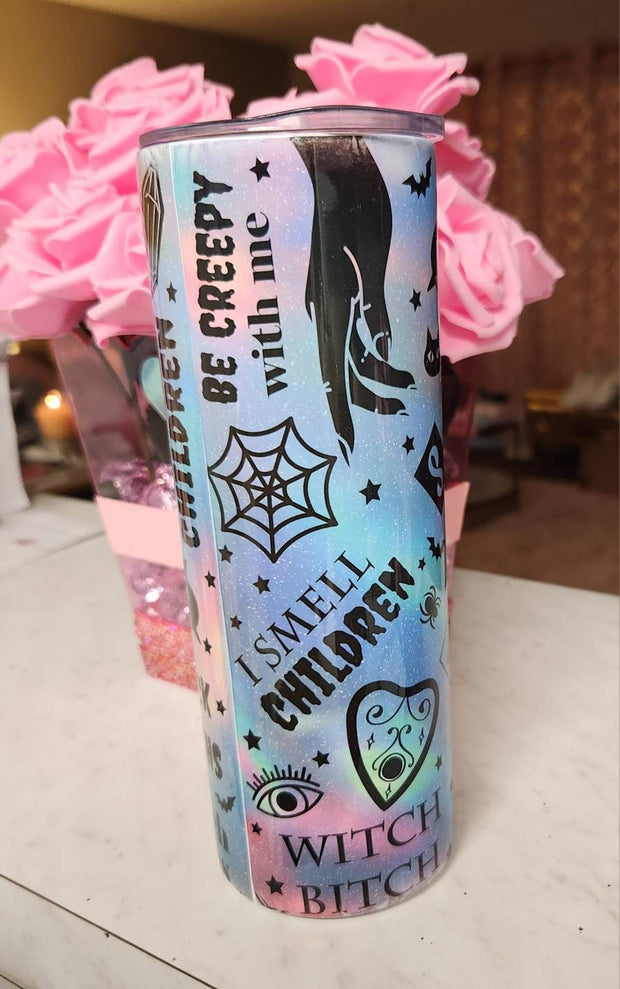 BE CREEPY
with me
CHILDREN
I SMELL
CHILDREN
WITCH
BITCH